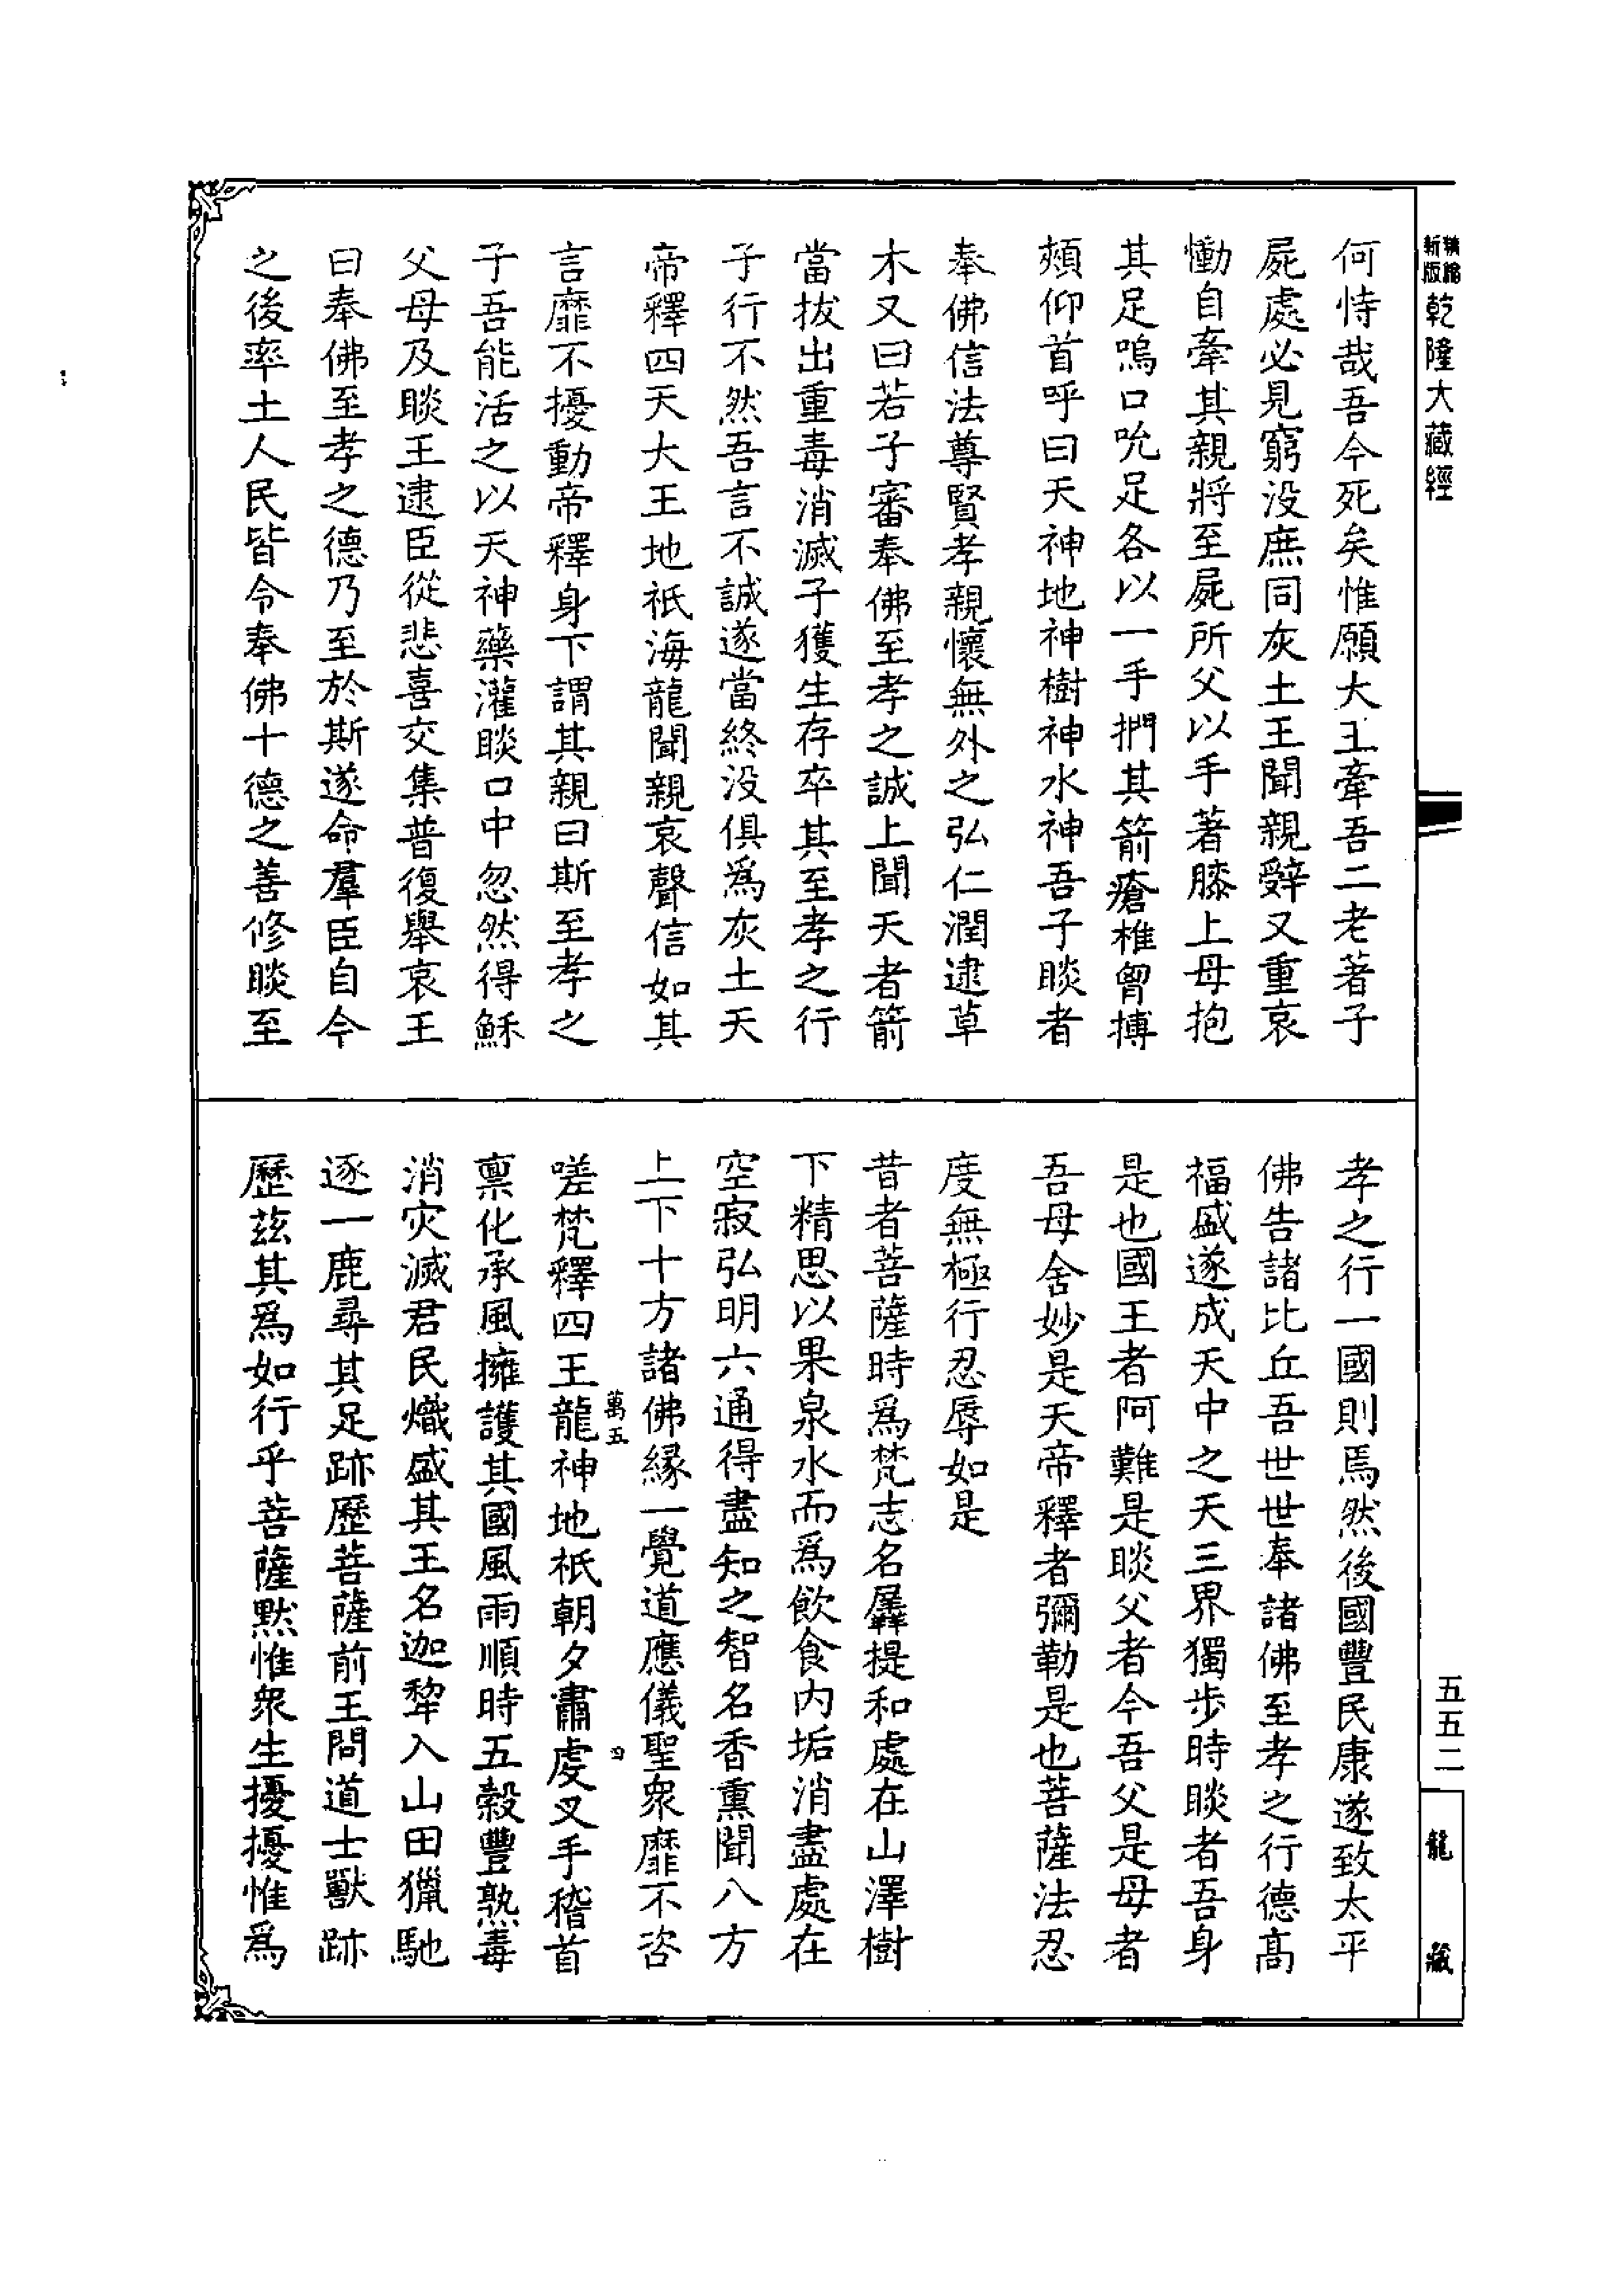 精縮
新版
乾隆大藏經
何恃哉吾今死矣惟願大王牽吾二老著子
屍處必見窮没庶同灰土王聞親辤又重哀
慟自牽其親將至屍所父以手著膝上母抱
其足嗚口吮足各以一手捫其箭瘡椎𦙄搏
頰仰首呼曰天神地神樹神水神吾子睒者
奉佛信法尊賢孝親懷無外之弘仁潤逮草
木又曰若子審奉佛至孝之誠上聞天者箭
當拔出重毒消滅子獲生存卒其至孝之行
子行不然吾言不誠遂當終没俱爲灰土天
帝釋四天大王地祇海龍聞親哀聲信如其
言靡不擾動帝釋身下謂其親曰斯至孝之
子吾能活之以天神藥灌睒口中忽然得穌
父母及睒王逮臣從悲喜交集普復舉哀王
曰奉佛至孝之德乃至於斯遂命羣臣自今
之後率土人民皆令奉佛十德之善修睒至
孝之行一國則焉然後國豐民康遂致太平
佛告諸比丘吾世世奉諸佛至孝之行德高
福盛遂成天中之天三界獨步時睒者吾身
是也國王者阿難是睒父者今吾父是母者
吾母舍妙是天帝釋者彌勒是也菩薩法忍
度無極行忍辱如是
昔者菩薩時爲梵志名羼提和處在山澤樹
下精思以果泉水而爲飲食内垢消盡處在
空寂弘明六通得盡知之智名香熏聞八方
上下十方諸佛縁一覺道應儀聖衆靡不咨
萬五
四
嗟梵釋四王龍神地祇朝夕肅虔叉手稽首
禀化承風擁護其國風雨順時五穀豐熟毒
消灾滅君民熾盛其王名迦犂入山田獵馳
逐一鹿尋其足跡歷菩薩前王問道士獸跡
歷茲其爲如行乎菩薩默惟衆生擾擾惟爲
五五二
龍
藏